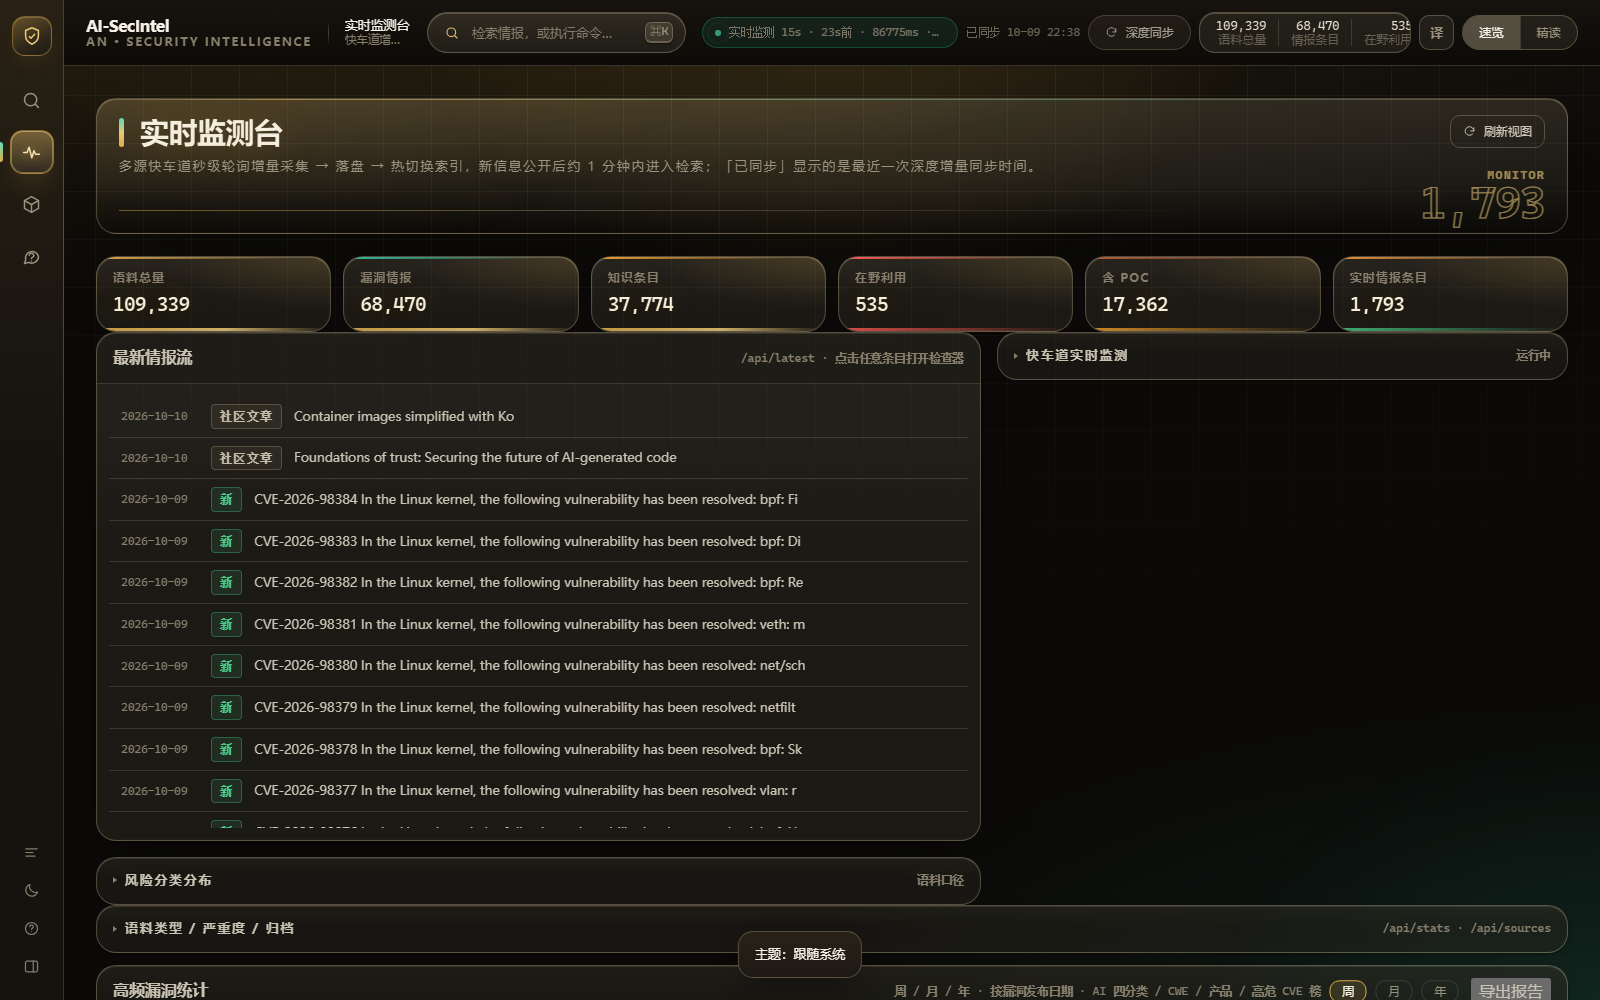 AI-SecIntel
AN • SECURITY INTELLIGENCE
实时监测台
快车道增…
检索情报，或执行命令…
⌘K
实时监测 15s · 23s前 · 86775ms ·…
已同步 10-09 22:38
深度同步
109,339
语料总量
68,470
情报条目
535
在野利用
译
速览
精读
实时监测台
多源快车道秒级轮询增量采集 → 落盘 → 热切换索引，新信息公开后约 1 分钟内进入检索；「已同步」显示的是最近一次深度增量同步时间。
刷新视图
MONITOR
1,793
语料总量
109,339
漏洞情报
68,470
知识条目
37,774
在野利用
535
含 POC
17,362
实时情报条目
1,793
最新情报流
/api/latest · 点击任意条目打开检查器
2026-10-10 社区文章 Container images simplified with Ko
2026-10-10 社区文章 Foundations of trust: Securing the future of AI-generated code
2026-10-09 新 CVE-2026-98384 In the Linux kernel, the following vulnerability has been resolved: bpf: Fi
2026-10-09 新 CVE-2026-98383 In the Linux kernel, the following vulnerability has been resolved: bpf: Di
2026-10-09 新 CVE-2026-98382 In the Linux kernel, the following vulnerability has been resolved: bpf: Re
2026-10-09 新 CVE-2026-98381 In the Linux kernel, the following vulnerability has been resolved: veth: m
2026-10-09 新 CVE-2026-98380 In the Linux kernel, the following vulnerability has been resolved: net/sch
2026-10-09 新 CVE-2026-98379 In the Linux kernel, the following vulnerability has been resolved: netfilt
2026-10-09 新 CVE-2026-98378 In the Linux kernel, the following vulnerability has been resolved: bpf: Sk
2026-10-09 新 CVE-2026-98377 In the Linux kernel, the following vulnerability has been resolved: vlan: r
快车道实时监测
运行中
风险分类分布
语料口径
语料类型 / 严重度 / 归档
/api/stats · /api/sources
主题：跟随系统
高频漏洞统计
周 / 月 / 年 · 按漏洞发布日期 · AI 四分类 / CWE / 产品 / 高危 CVE 榜
周
月
年
导出报告